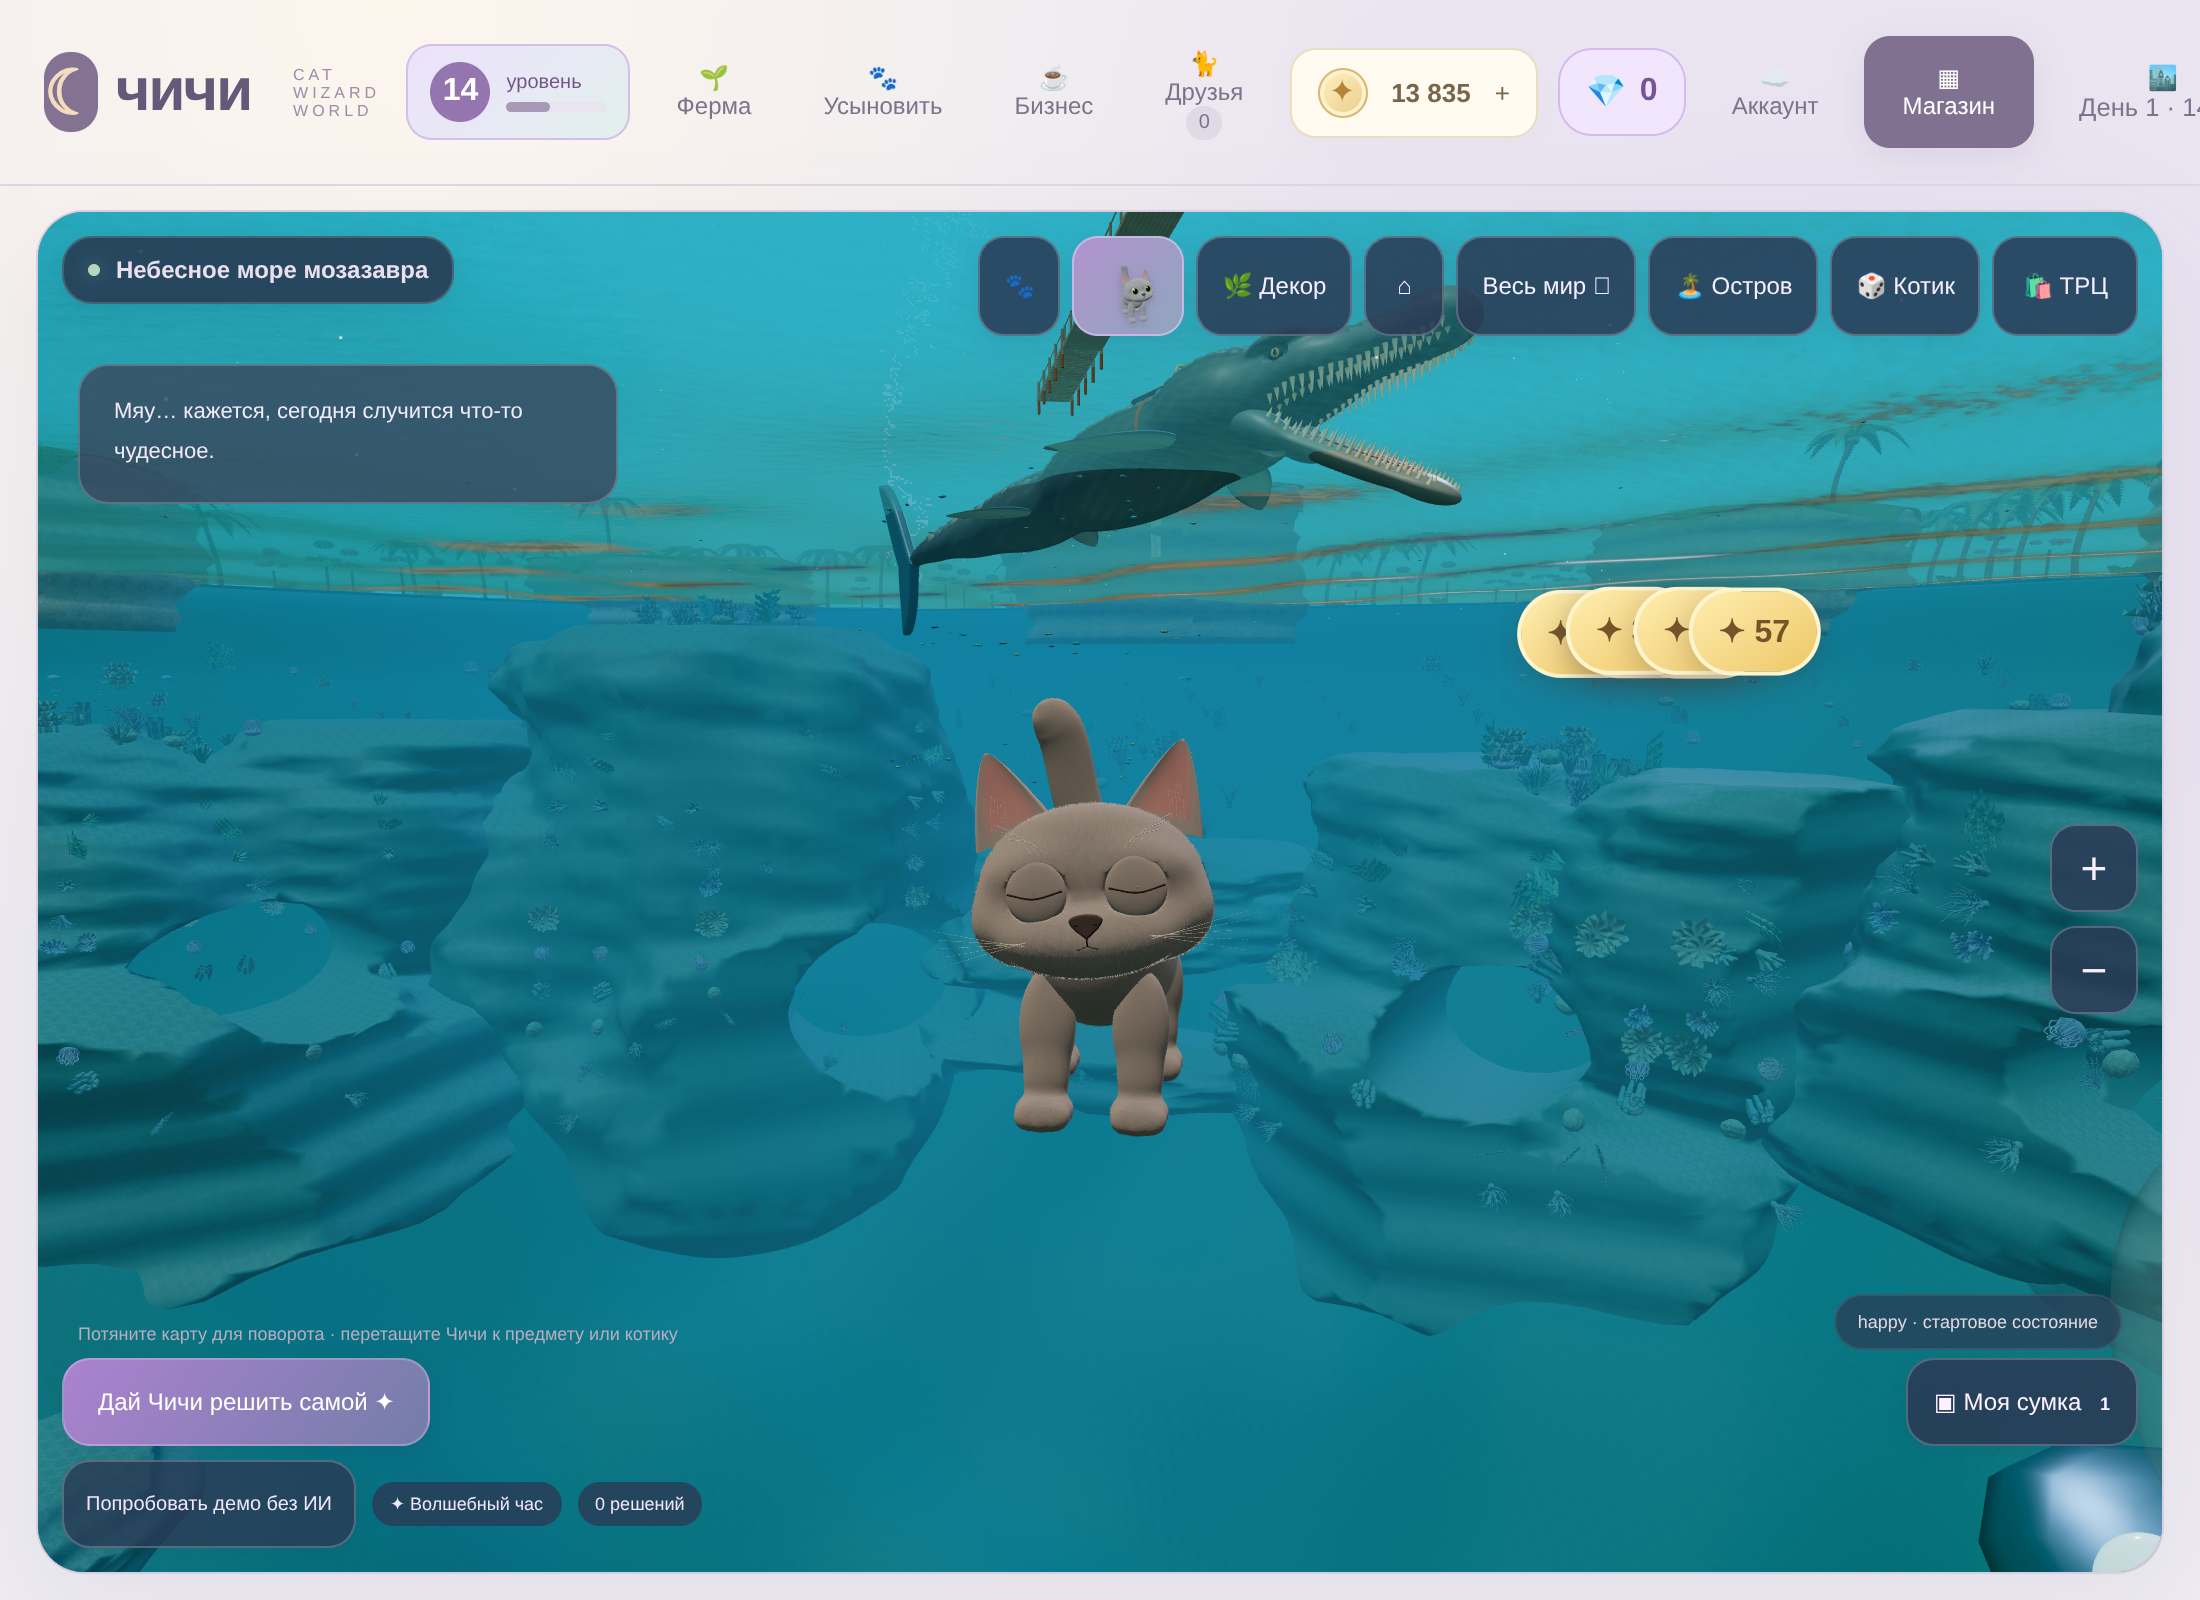 чичи
CAT
WIZARD
WORLD
14
уровень
Ферма
Усыновить
Бизнес
Друзья
0
13 835 +
0
Аккаунт
Магазин
День 1 · 14
Небесное море мозазавра
Декор
Весь мир
Остров
Котик
ТРЦ
Мяу… кажется, сегодня случится что-то
чудесное.
57
+
−
Потяните карту для поворота · перетащите Чичи к предмету или котику
happy · стартовое состояние
Дай Чичи решить самой ✦
Моя сумка 1
Попробовать демо без ИИ
✦ Волшебный час
0 решений